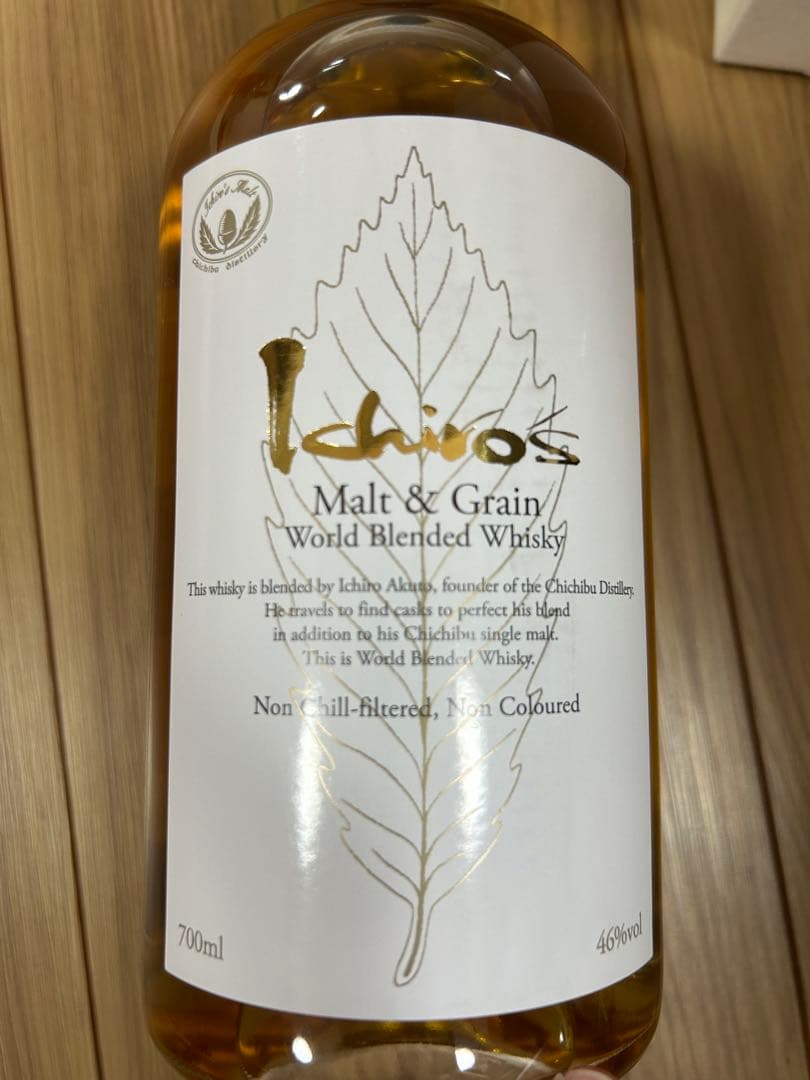 Ichiro's Malt
Chichibu distillery
Ichiro's
Malt & Grain
World Blended Whisky
This whisky is blended by Ichiro Akuto, founder of the Chichibu Distillery.
He travels to find casks to perfect his blend
in addition to his Chichibu single malt.
This is World Blended Whisky.
Non Chill-filtered, Non Coloured
700ml
46%vol